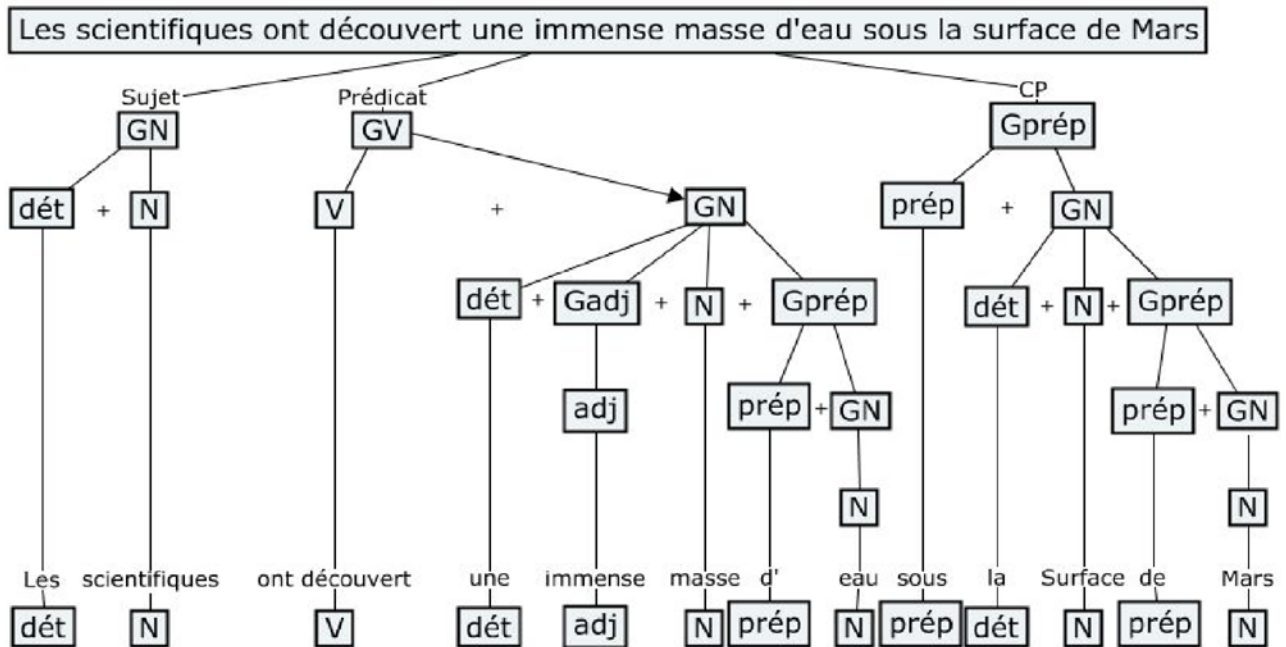 Les scientifiques ont découvert une immense masse d'eau sous la surface de Mars
Sujet Prédicat CP
GN GV Gprép
dét + N V + GN prép + GN
dét + Gadj + N + Gprép dét + N + Gprép
adj prép + GN prép + GN
N N
Les scientifiques ont découvert une immense masse d' eau sous la Surface de Mars
dét N V dét adj N prép N prép dét N prép N